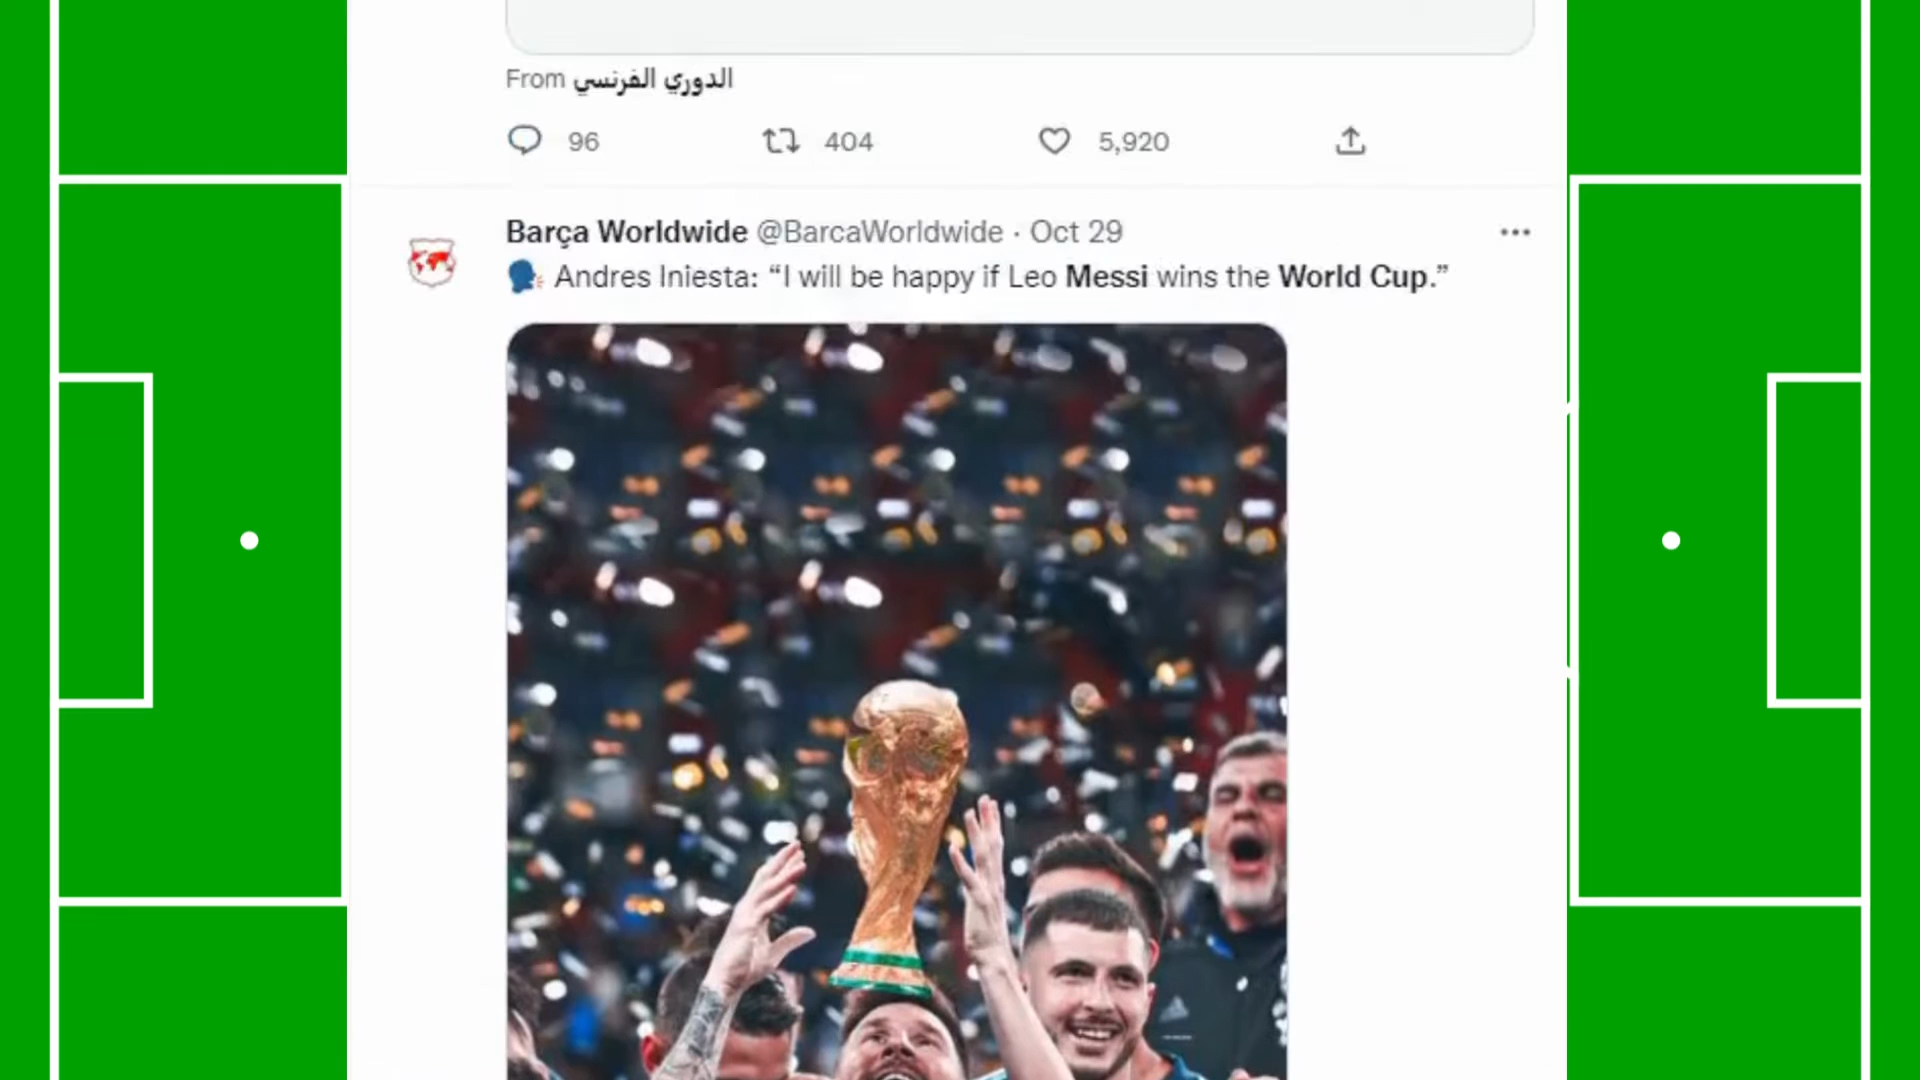 From الدوري الفرنسي
96 404 5,920
Barça Worldwide @BarcaWorldwide · Oct 29
🗣 Andres Iniesta: “I will be happy if Leo Messi wins the World Cup.”